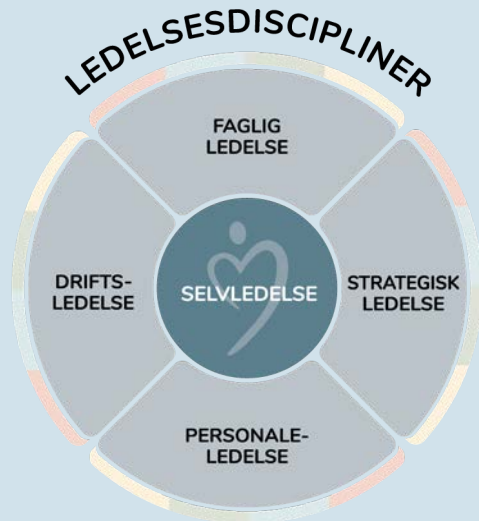 LEDELSESDISCIPLINER
FAGLIG
LEDELSE
DRIFTS-
LEDELSE
SELVLEDELSE
STRATEGISK
LEDELSE
PERSONALE-
LEDELSE